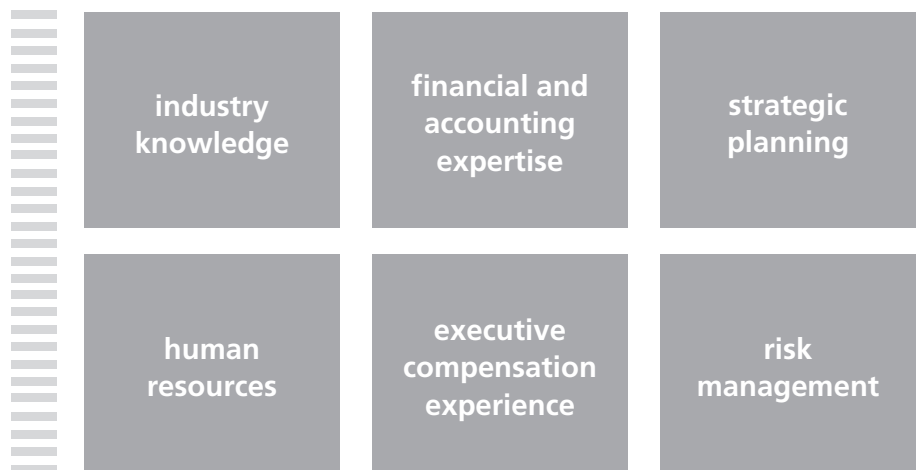 industry
knowledge
financial and
accounting
expertise
strategic
planning
human
resources
executive
compensation
experience
risk
management